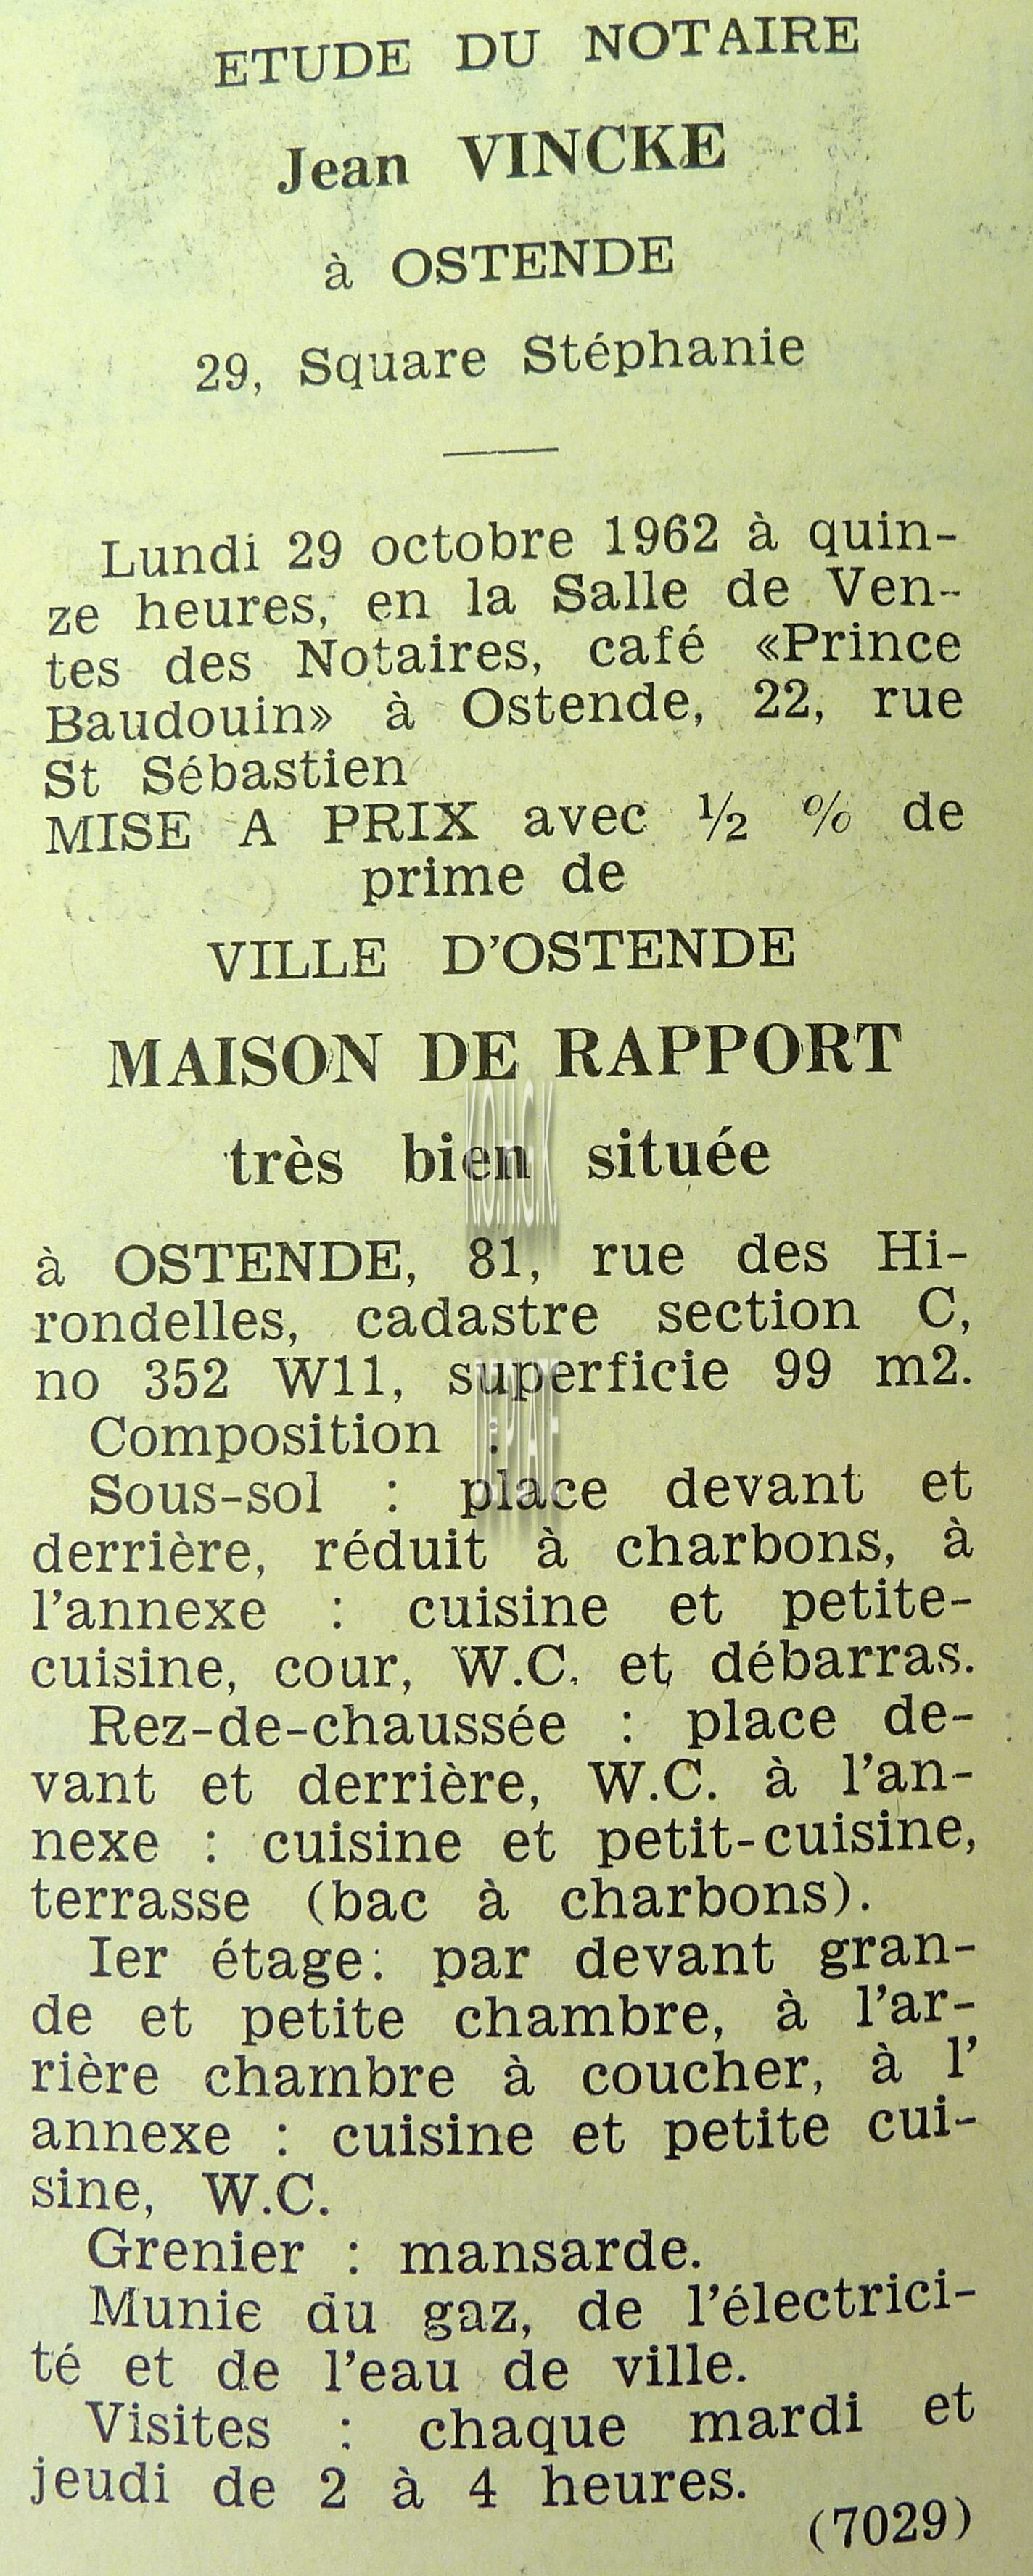 ETUDE DU NOTAIRE
Jean VINCKE
à OSTENDE
29, Square Stéphanie
Lundi 29 octobre 1962 à quin-
ze heures, en la Salle de Ven-
tes des Notaires, café «Prince
Baudouin» à Ostende, 22, rue
St Sébastien
MISE A PRIX avec ½ % de
prime de
VILLE D'OSTENDE
MAISON DE RAPPORT
très bien située
à OSTENDE, 81, rue des Hi-
rondelles, cadastre section C,
no 352 W11, superficie 99 m2.
Composition :
Sous-sol : place devant et
derrière, réduit à charbons, à
l'annexe : cuisine et petite-
cuisine, cour, W.C. et débarras.
Rez-de-chaussée : place de-
vant et derrière, W.C. à l'an-
nexe : cuisine et petit-cuisine,
terrasse (bac à charbons).
Ier étage: par devant gran-
de et petite chambre, à l'ar-
rière chambre à coucher, à l'
annexe : cuisine et petite cui-
sine, W.C.
Grenier : mansarde.
Munie du gaz, de l'électrici-
té et de l'eau de ville.
Visites : chaque mardi et
jeudi de 2 à 4 heures.
(7029)